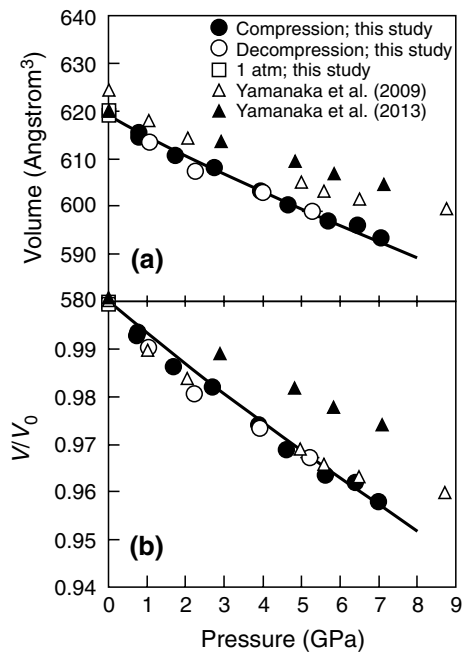 Compression; this study
Decompression; this study
1 atm; this study
Yamanaka et al. (2009)
Yamanaka et al. (2013)
Volume (Angstrom³)
640
630
620
610
600
590
580
(a)
V/V₀
0.99
0.98
0.97
0.96
0.95
0.94
(b)
0 1 2 3 4 5 6 7 8 9
Pressure (GPa)